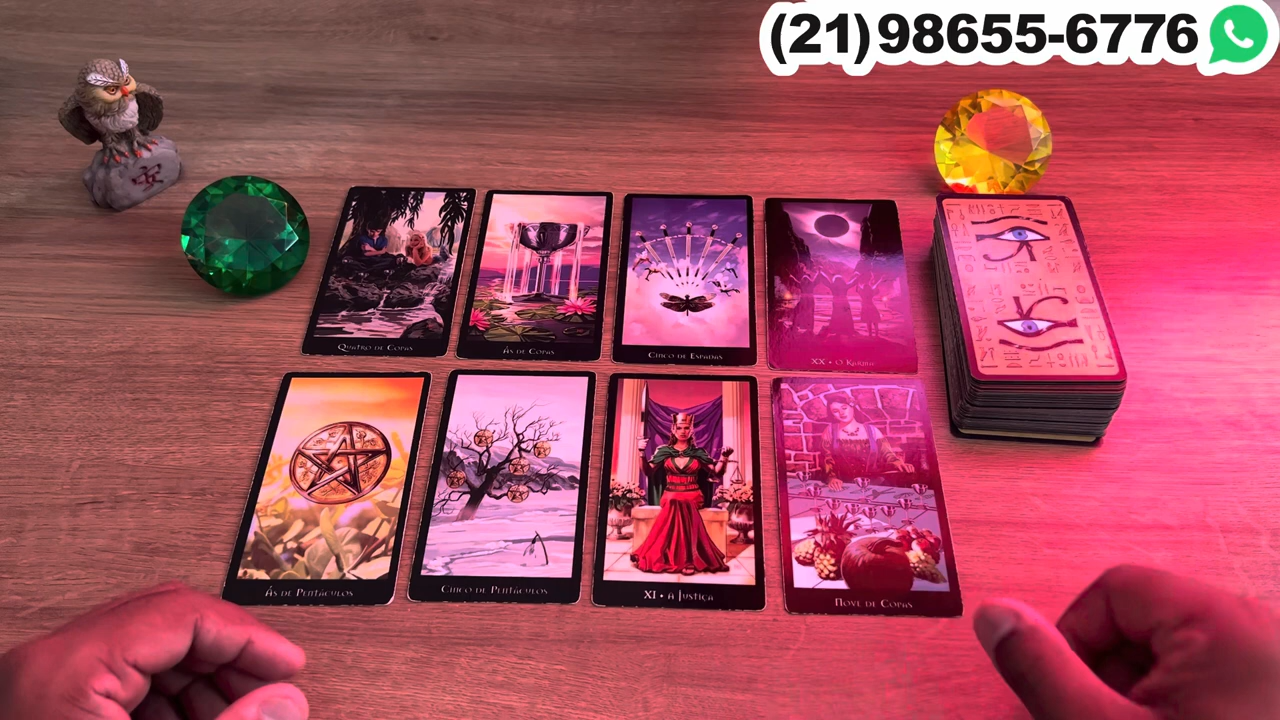 (21)98655-6776
Quatro de Copas
Ás de Copas
Cinco de Espadas
XX • O Karma
Ás de Pentáculos
Cinco de Pentáculos
XI • A Justiça
Nove de Copas
安